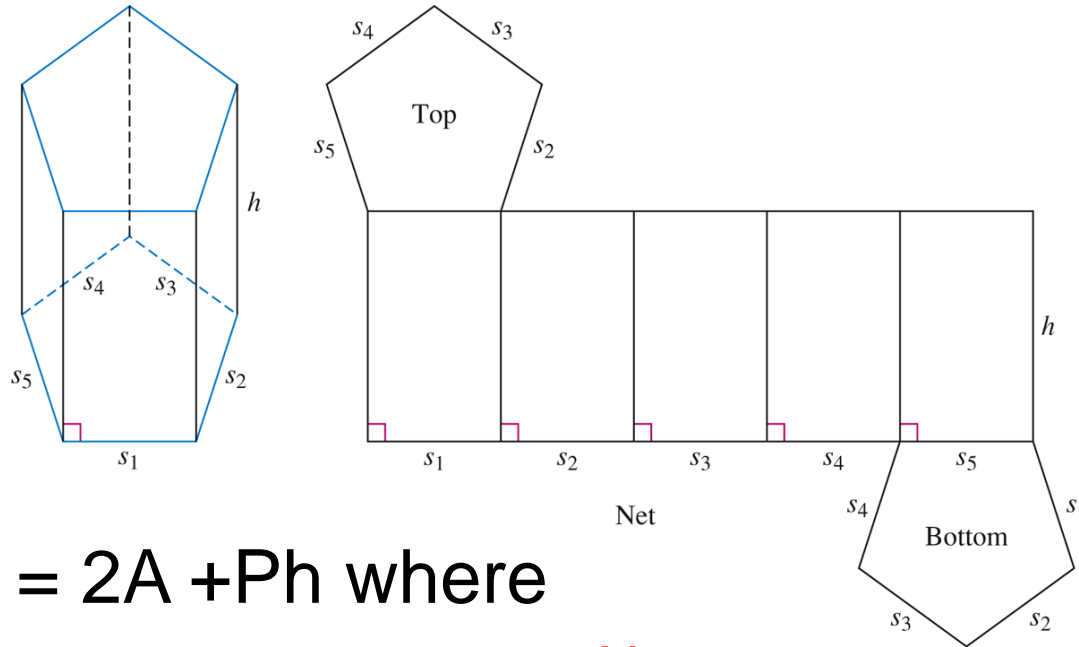 s4 s3
Top
s5 s2
h
s4 s3
h
s5 s2
s1 s1 s2 s3 s4 s5
s4 s
Net
Bottom
= 2A +Ph where
s3 s2